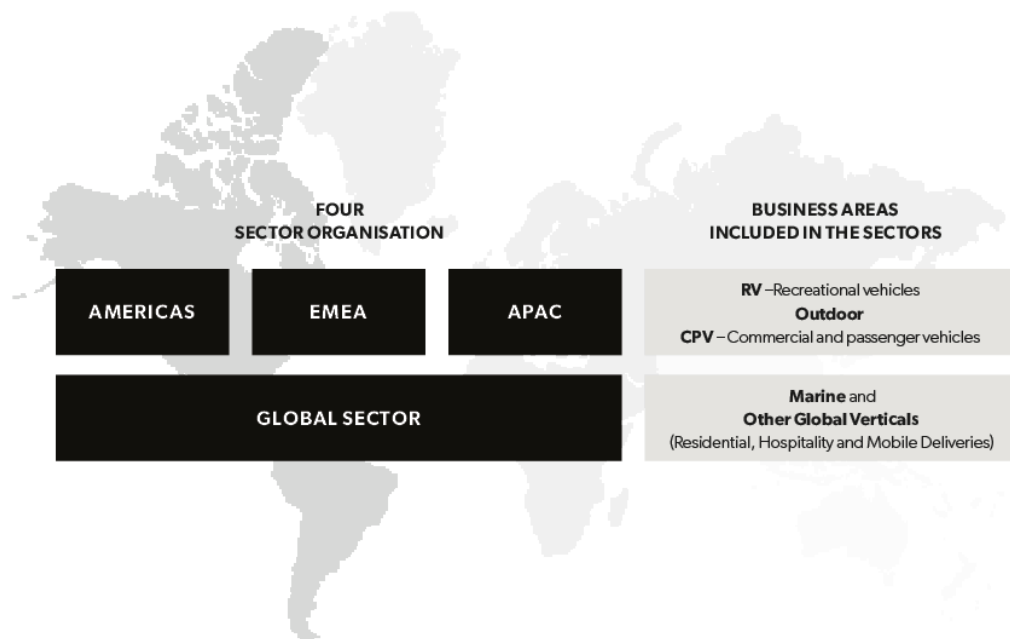 FOUR
SECTOR ORGANISATION
BUSINESS AREAS
INCLUDED IN THE SECTORS
AMERICAS
EMEA
APAC
RV –Recreational vehicles
Outdoor
CPV – Commercial and passenger vehicles
GLOBAL SECTOR
Marine and
Other Global Verticals
(Residential, Hospitality and Mobile Deliveries)